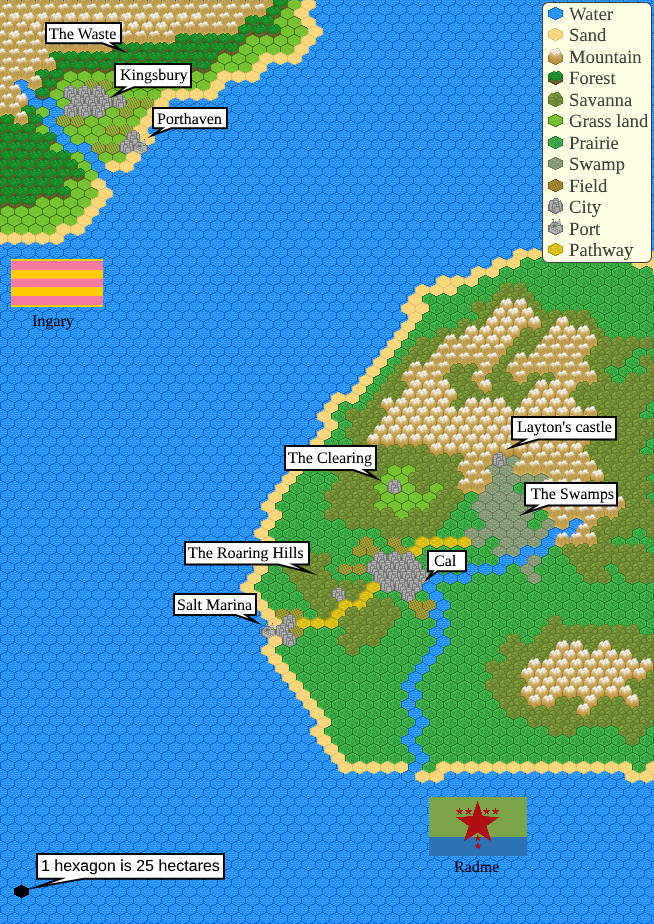 The Waste
Kingsbury
Porthaven
Water
Sand
Mountain
Forest
Savanna
Grass land
Prairie
Swamp
Field
City
Port
Pathway
Ingary
Layton's castle
The Clearing
The Swamps
The Roaring Hills
Cal
Salt Marina
Radme
1 hexagon is 25 hectares